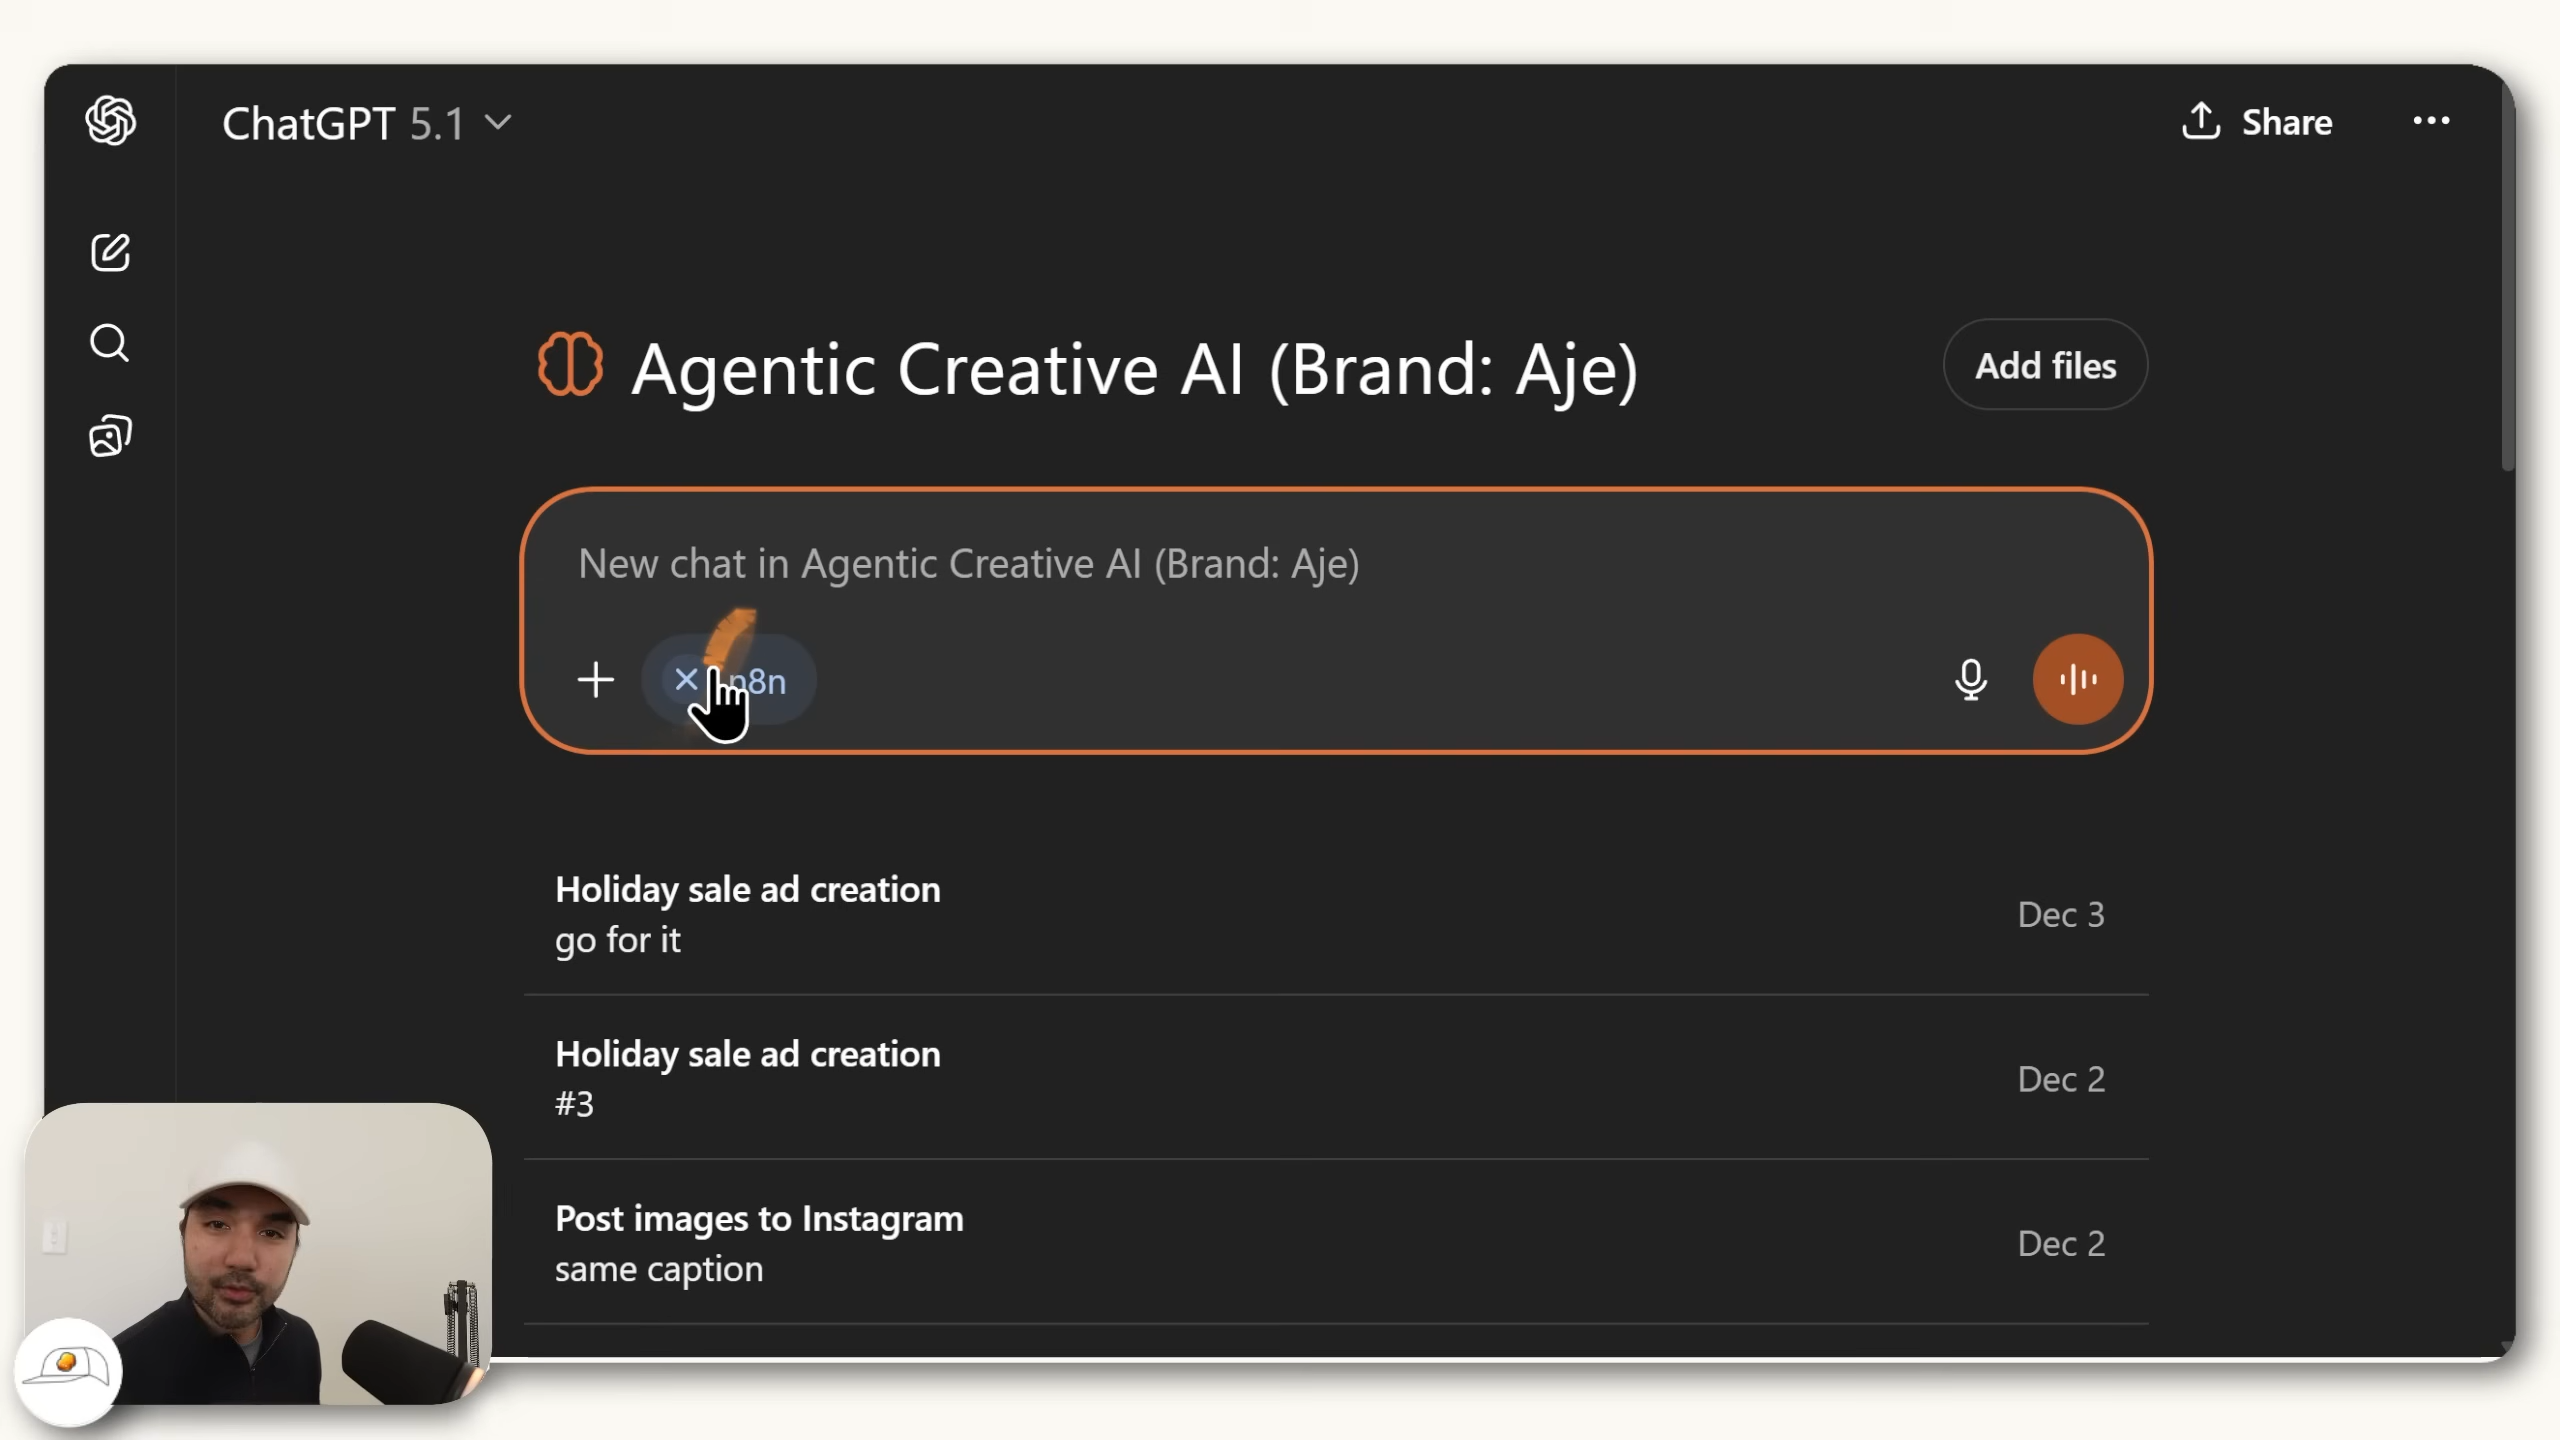 ChatGPT 5.1
Share
Agentic Creative AI (Brand: Aje)
Add files
New chat in Agentic Creative AI (Brand: Aje)
n8n
Holiday sale ad creation
go for it
Dec 3
Holiday sale ad creation
#3
Dec 2
Post images to Instagram
same caption
Dec 2